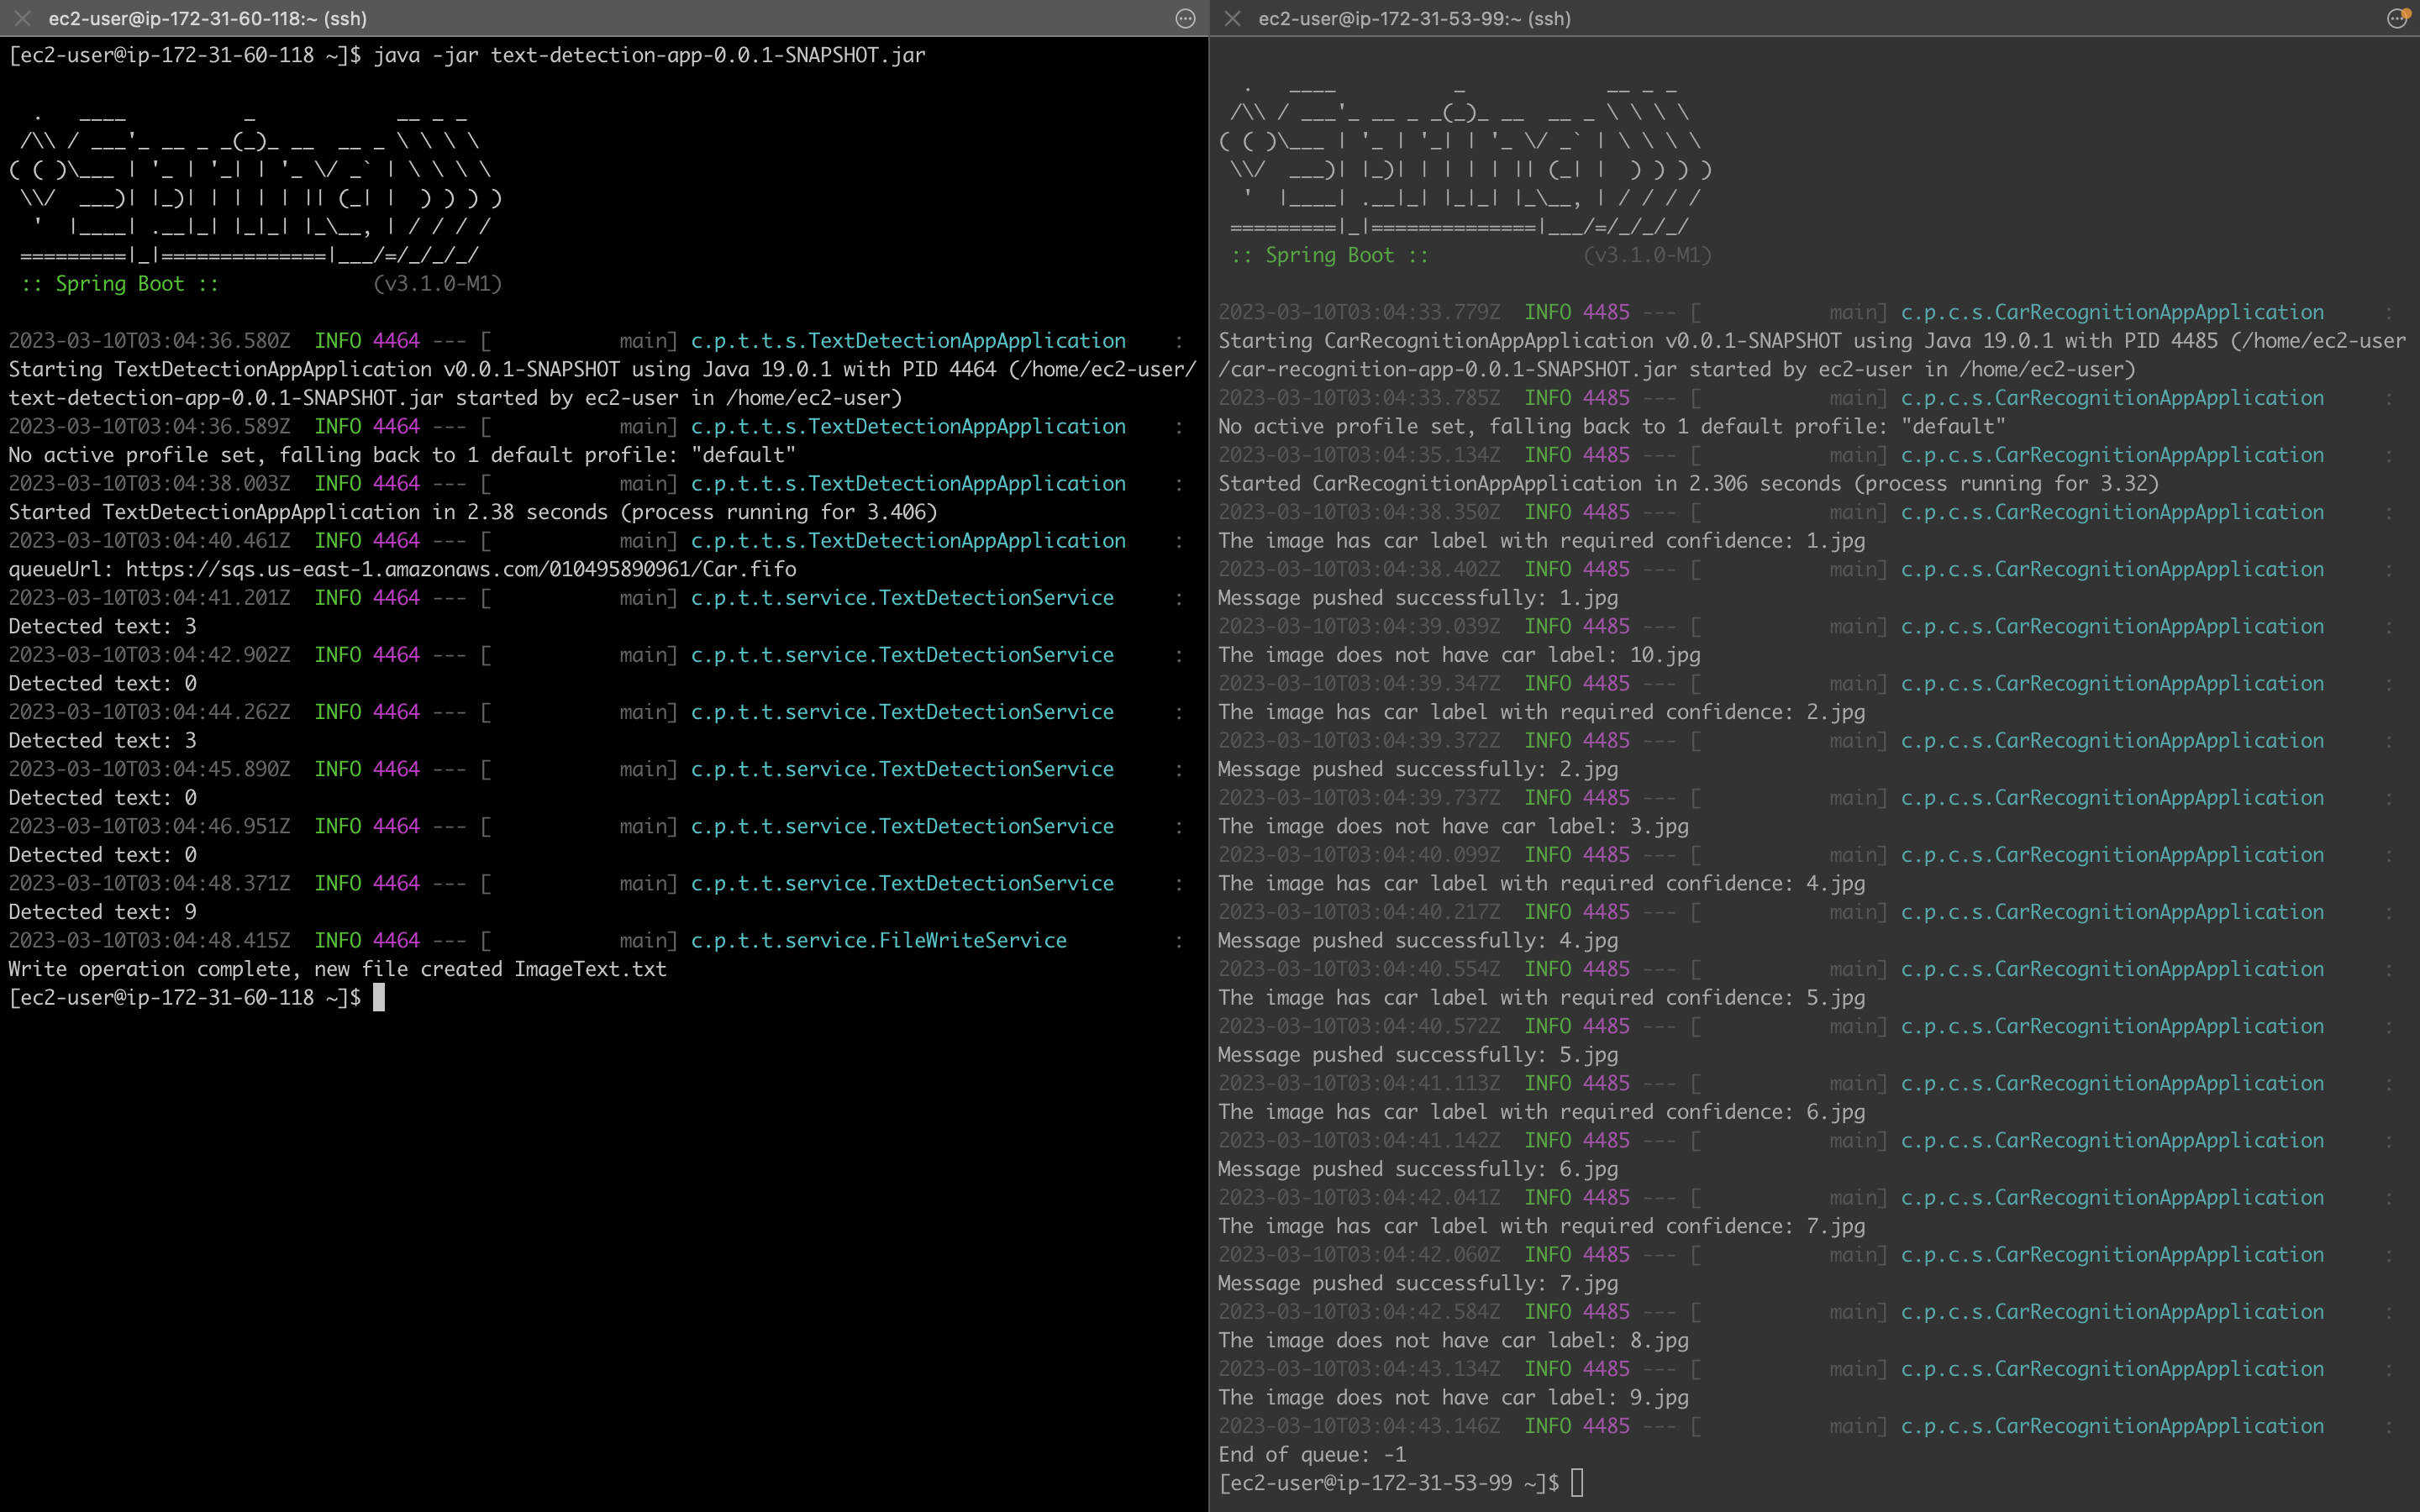 ec2-user@ip-172-31-60-118:~ (ssh)
[ec2-user@ip-172-31-60-118 ~]$ java -jar text-detection-app-0.0.1-SNAPSHOT.jar
  .   ____          _            __ _ _
 /\\ / ___'_ __ _ _(_)_ __  __ _ \ \ \ \
( ( )\___ | '_ | '_| | '_ \/ _` | \ \ \ \
 \\/  ___)| |_)| | | | | || (_| |  ) ) ) )
  '  |____| .__|_| |_|_| |_\__, | / / / /
 =========|_|==============|___/=/_/_/_/
 :: Spring Boot ::             (v3.1.0-M1)
2023-03-10T03:04:36.580Z  INFO 4464 --- [           main] c.p.t.t.s.TextDetectionAppApplication    :
Starting TextDetectionAppApplication v0.0.1-SNAPSHOT using Java 19.0.1 with PID 4464 (/home/ec2-user/
text-detection-app-0.0.1-SNAPSHOT.jar started by ec2-user in /home/ec2-user)
2023-03-10T03:04:36.589Z  INFO 4464 --- [           main] c.p.t.t.s.TextDetectionAppApplication    :
No active profile set, falling back to 1 default profile: "default"
2023-03-10T03:04:38.003Z  INFO 4464 --- [           main] c.p.t.t.s.TextDetectionAppApplication    :
Started TextDetectionAppApplication in 2.38 seconds (process running for 3.406)
2023-03-10T03:04:40.461Z  INFO 4464 --- [           main] c.p.t.t.s.TextDetectionAppApplication    :
queueUrl: https://sqs.us-east-1.amazonaws.com/010495890961/Car.fifo
2023-03-10T03:04:41.201Z  INFO 4464 --- [           main] c.p.t.t.service.TextDetectionService     :
Detected text: 3
2023-03-10T03:04:42.902Z  INFO 4464 --- [           main] c.p.t.t.service.TextDetectionService     :
Detected text: 0
2023-03-10T03:04:44.262Z  INFO 4464 --- [           main] c.p.t.t.service.TextDetectionService     :
Detected text: 3
2023-03-10T03:04:45.890Z  INFO 4464 --- [           main] c.p.t.t.service.TextDetectionService     :
Detected text: 0
2023-03-10T03:04:46.951Z  INFO 4464 --- [           main] c.p.t.t.service.TextDetectionService     :
Detected text: 0
2023-03-10T03:04:48.371Z  INFO 4464 --- [           main] c.p.t.t.service.TextDetectionService     :
Detected text: 9
2023-03-10T03:04:48.415Z  INFO 4464 --- [           main] c.p.t.t.service.FileWriteService         :
Write operation complete, new file created ImageText.txt
[ec2-user@ip-172-31-60-118 ~]$
ec2-user@ip-172-31-53-99:~ (ssh)
  .   ____          _            __ _ _
 /\\ / ___'_ __ _ _(_)_ __  __ _ \ \ \ \
( ( )\___ | '_ | '_| | '_ \/ _` | \ \ \ \
 \\/  ___)| |_)| | | | | || (_| |  ) ) ) )
  '  |____| .__|_| |_|_| |_\__, | / / / /
 =========|_|==============|___/=/_/_/_/
 :: Spring Boot ::             (v3.1.0-M1)
2023-03-10T03:04:33.779Z  INFO 4485 --- [           main] c.p.c.s.CarRecognitionAppApplication     :
Starting CarRecognitionAppApplication v0.0.1-SNAPSHOT using Java 19.0.1 with PID 4485 (/home/ec2-user
/car-recognition-app-0.0.1-SNAPSHOT.jar started by ec2-user in /home/ec2-user)
2023-03-10T03:04:33.785Z  INFO 4485 --- [           main] c.p.c.s.CarRecognitionAppApplication     :
No active profile set, falling back to 1 default profile: "default"
2023-03-10T03:04:35.134Z  INFO 4485 --- [           main] c.p.c.s.CarRecognitionAppApplication     :
Started CarRecognitionAppApplication in 2.306 seconds (process running for 3.32)
2023-03-10T03:04:38.350Z  INFO 4485 --- [           main] c.p.c.s.CarRecognitionAppApplication     :
The image has car label with required confidence: 1.jpg
2023-03-10T03:04:38.402Z  INFO 4485 --- [           main] c.p.c.s.CarRecognitionAppApplication     :
Message pushed successfully: 1.jpg
2023-03-10T03:04:39.039Z  INFO 4485 --- [           main] c.p.c.s.CarRecognitionAppApplication     :
The image does not have car label: 10.jpg
2023-03-10T03:04:39.347Z  INFO 4485 --- [           main] c.p.c.s.CarRecognitionAppApplication     :
The image has car label with required confidence: 2.jpg
2023-03-10T03:04:39.372Z  INFO 4485 --- [           main] c.p.c.s.CarRecognitionAppApplication     :
Message pushed successfully: 2.jpg
2023-03-10T03:04:39.737Z  INFO 4485 --- [           main] c.p.c.s.CarRecognitionAppApplication     :
The image does not have car label: 3.jpg
2023-03-10T03:04:40.099Z  INFO 4485 --- [           main] c.p.c.s.CarRecognitionAppApplication     :
The image has car label with required confidence: 4.jpg
2023-03-10T03:04:40.217Z  INFO 4485 --- [           main] c.p.c.s.CarRecognitionAppApplication     :
Message pushed successfully: 4.jpg
2023-03-10T03:04:40.554Z  INFO 4485 --- [           main] c.p.c.s.CarRecognitionAppApplication     :
The image has car label with required confidence: 5.jpg
2023-03-10T03:04:40.572Z  INFO 4485 --- [           main] c.p.c.s.CarRecognitionAppApplication     :
Message pushed successfully: 5.jpg
2023-03-10T03:04:41.113Z  INFO 4485 --- [           main] c.p.c.s.CarRecognitionAppApplication     :
The image has car label with required confidence: 6.jpg
2023-03-10T03:04:41.142Z  INFO 4485 --- [           main] c.p.c.s.CarRecognitionAppApplication     :
Message pushed successfully: 6.jpg
2023-03-10T03:04:42.041Z  INFO 4485 --- [           main] c.p.c.s.CarRecognitionAppApplication     :
The image has car label with required confidence: 7.jpg
2023-03-10T03:04:42.060Z  INFO 4485 --- [           main] c.p.c.s.CarRecognitionAppApplication     :
Message pushed successfully: 7.jpg
2023-03-10T03:04:42.584Z  INFO 4485 --- [           main] c.p.c.s.CarRecognitionAppApplication     :
The image does not have car label: 8.jpg
2023-03-10T03:04:43.134Z  INFO 4485 --- [           main] c.p.c.s.CarRecognitionAppApplication     :
The image does not have car label: 9.jpg
2023-03-10T03:04:43.146Z  INFO 4485 --- [           main] c.p.c.s.CarRecognitionAppApplication     :
End of queue: -1
[ec2-user@ip-172-31-53-99 ~]$